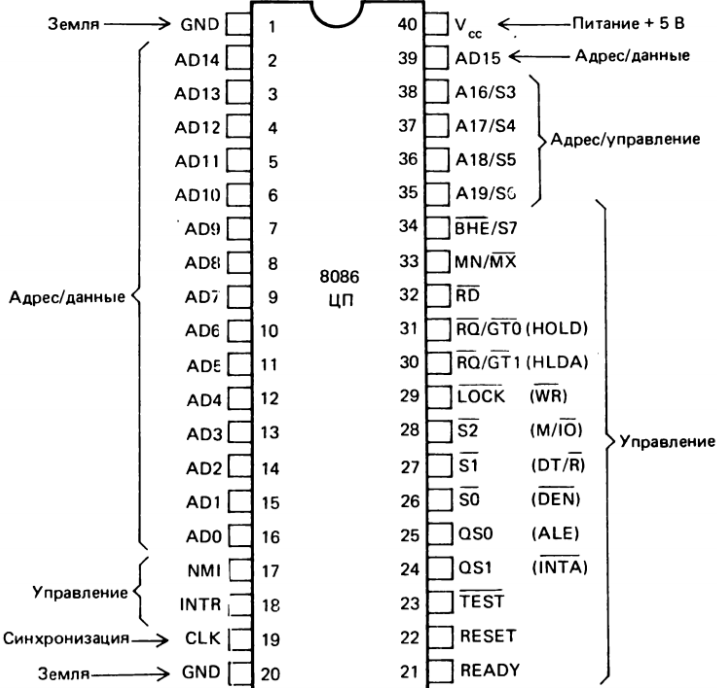 Земля GND 1 40 Vcc Питание + 5 В
AD14 2 39 AD15 Адрес/данные
AD13 3 38 A16/S3
AD12 4 37 A17/S4
Адрес/управление
AD11 5 36 A18/S5
AD10 6 35 A19/S6
AD9 7 34 BHE/S7
AD8 8 33 MN/MX
8086
Адрес/данные AD7 9 ЦП 32 RD
AD6 10 31 RQ/GT0 (HOLD)
AD5 11 30 RQ/GT1 (HLDA)
AD4 12 29 LOCK (WR)
AD3 13 28 S2 (M/IO) Управление
AD2 14 27 S1 (DT/R)
AD1 15 26 S0 (DEN)
AD0 16 25 QS0 (ALE)
NMI 17 24 QS1 (INTA)
Управление
INTR 18 23 TEST
Синхронизация CLK 19 22 RESET
Земля GND 20 21 READY